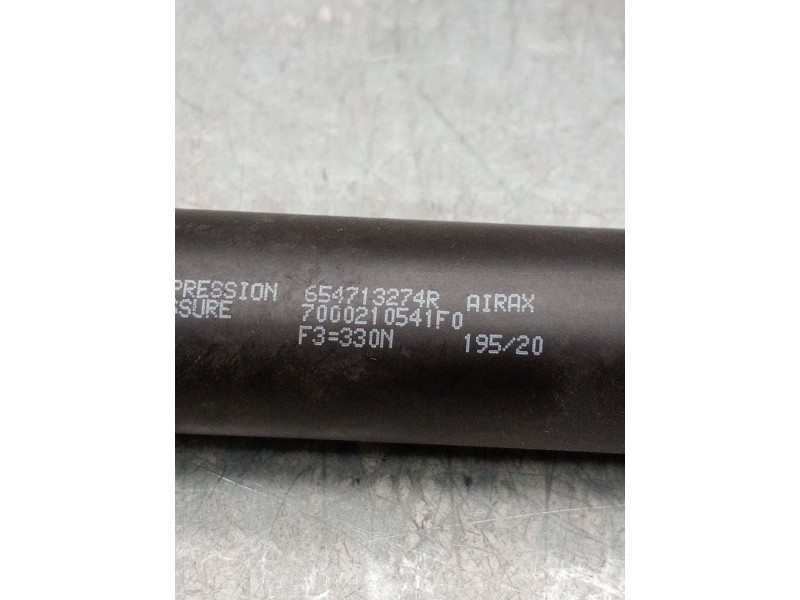 PRESSION 654713274R AIRAX
SSURE 7000210541F0
F3=330N 195/20